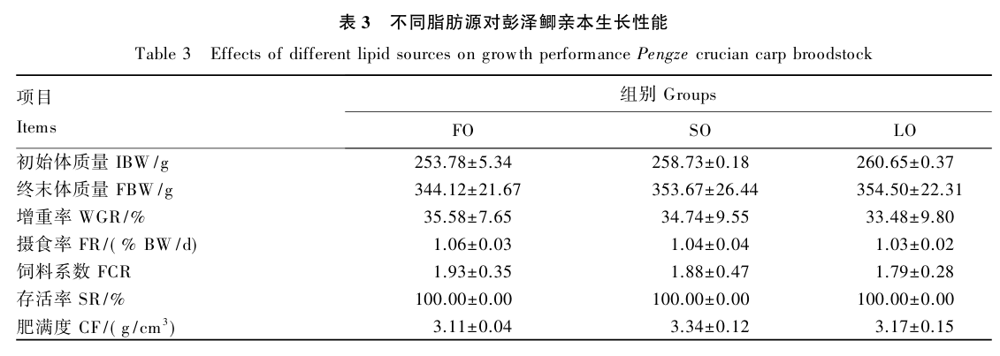 表 3 不同脂肪源对彭泽鲫亲本生长性能
Table 3 Effects of different lipid sources on growth performance Pengze crucian carp broodstock
项目 组别 Groups
Items FO SO LO
初始体质量 IBW/g 253.78±5.34 258.73±0.18 260.65±0.37
终末体质量 FBW/g 344.12±21.67 353.67±26.44 354.50±22.31
增重率 WGR/% 35.58±7.65 34.74±9.55 33.48±9.80
摄食率 FR/( % BW/d) 1.06±0.03 1.04±0.04 1.03±0.02
饲料系数 FCR 1.93±0.35 1.88±0.47 1.79±0.28
存活率 SR/% 100.00±0.00 100.00±0.00 100.00±0.00
肥满度 CF/( g/cm³) 3.11±0.04 3.34±0.12 3.17±0.15